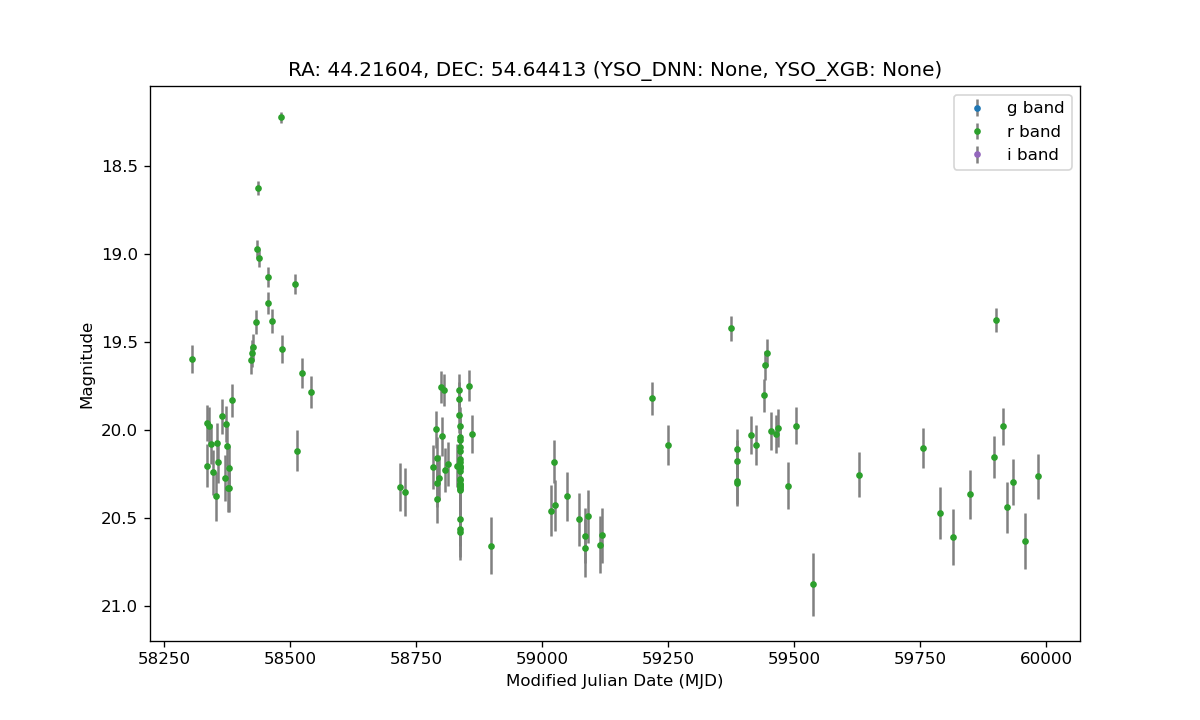 RA: 44.21604, DEC: 54.64413 (YSO_DNN: None, YSO_XGB: None)
g band
r band
i band
18.5
19.0
19.5
20.0
20.5
21.0
Magnitude
58250 58500 58750 59000 59250 59500 59750 60000
Modified Julian Date (MJD)